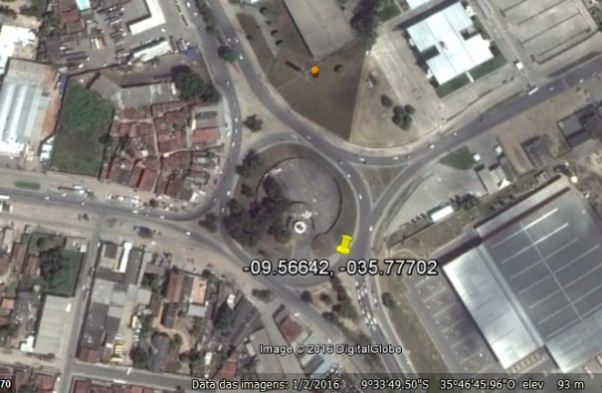 -09.56642, -035.77702
Image © 2016 DigitalGlobe
70 Data das imagens: 1/2/2016 9°33'49.50"S 35°46'45.96"O elev 93 m